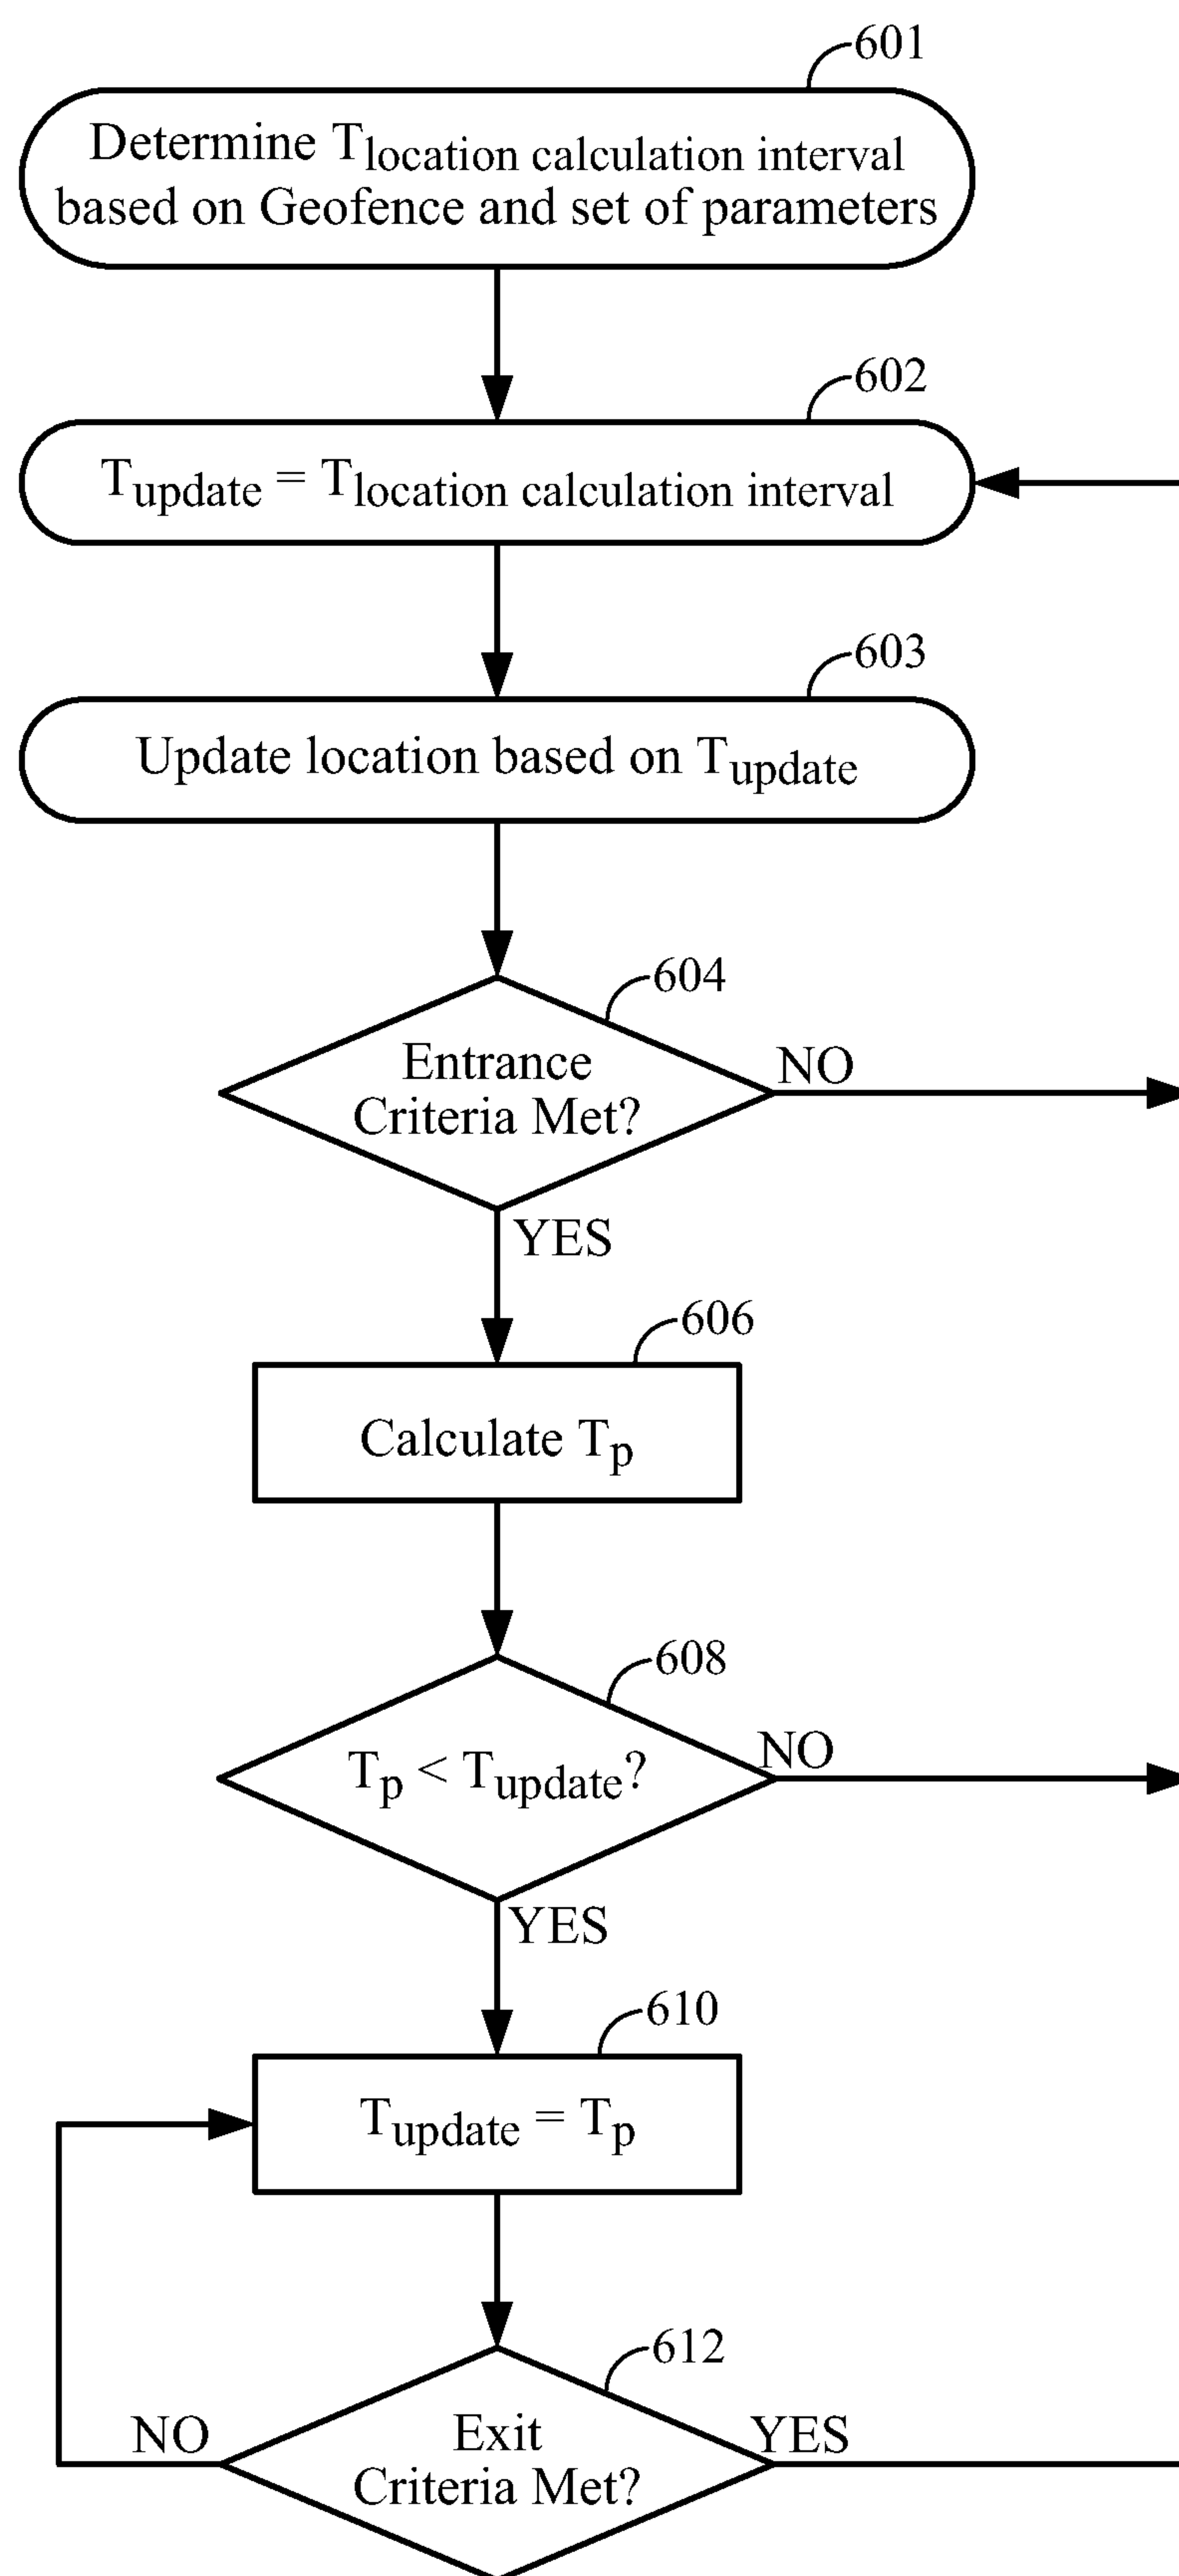 601
Determine Tlocation calculation interval
based on Geofence and set of parameters
602
Tupdate = Tlocation calculation interval
603
Update location based on Tupdate
604
Entrance
Criteria Met?
NO
YES
606
Calculate Tp
608
Tp < Tupdate?
NO
YES
610
Tupdate = Tp
612
Exit
Criteria Met?
NO
YES